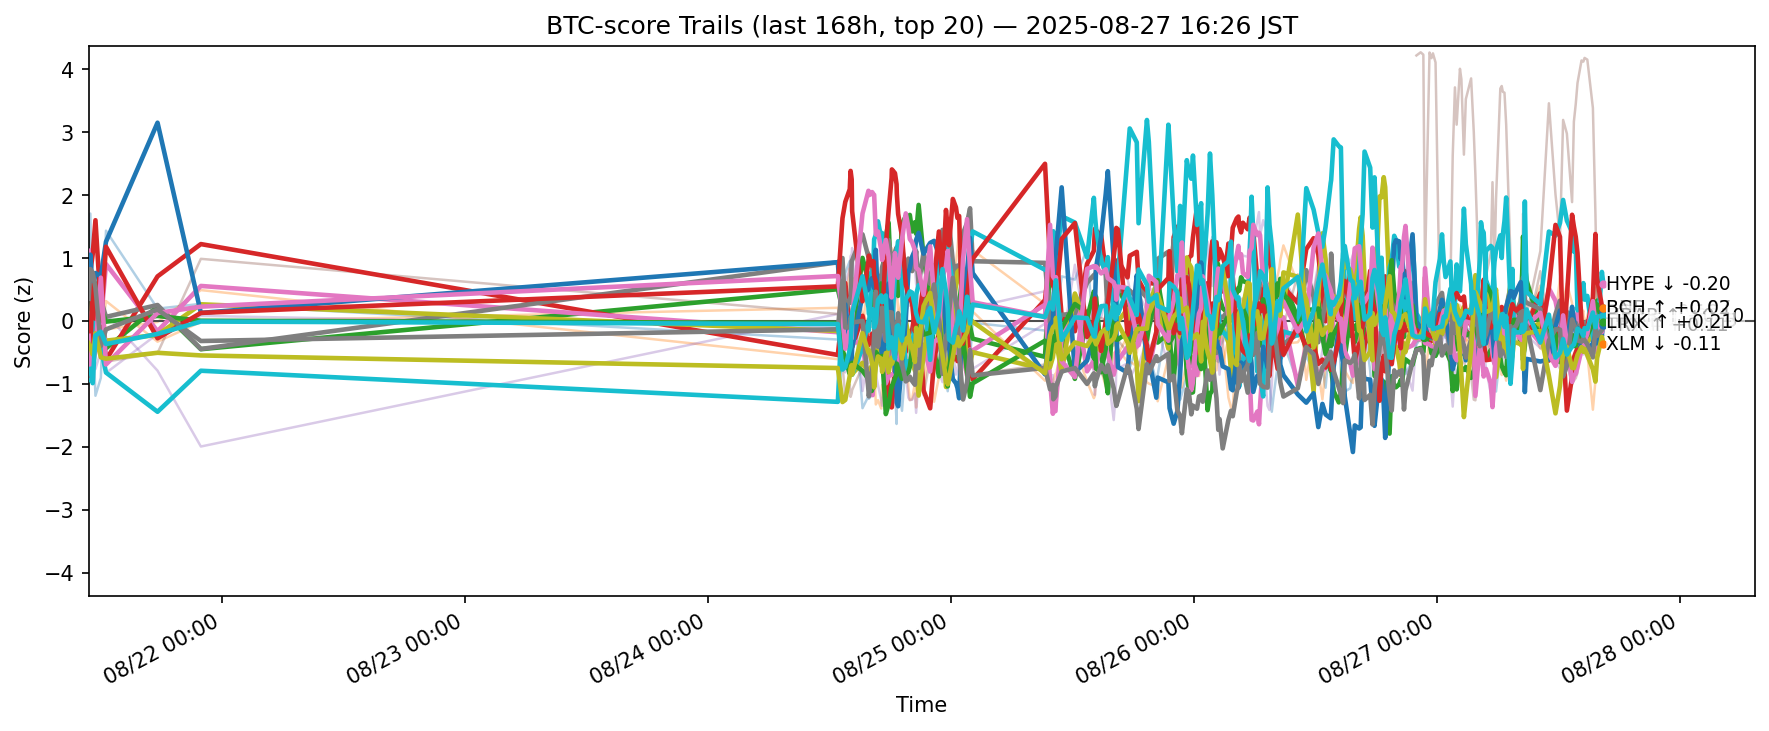 BTC-score Trails (last 168h, top 20) — 2025-08-27 16:26 JST
Score (z)
4
3
2
1
0
−1
−2
−3
−4
HYPE ↓ -0.20
BCH ↑ +0.02
LINK ↑ +0.21
XLM ↓ -0.11
08/22 00:00
08/23 00:00
08/24 00:00
08/25 00:00
08/26 00:00
08/27 00:00
08/28 00:00
Time